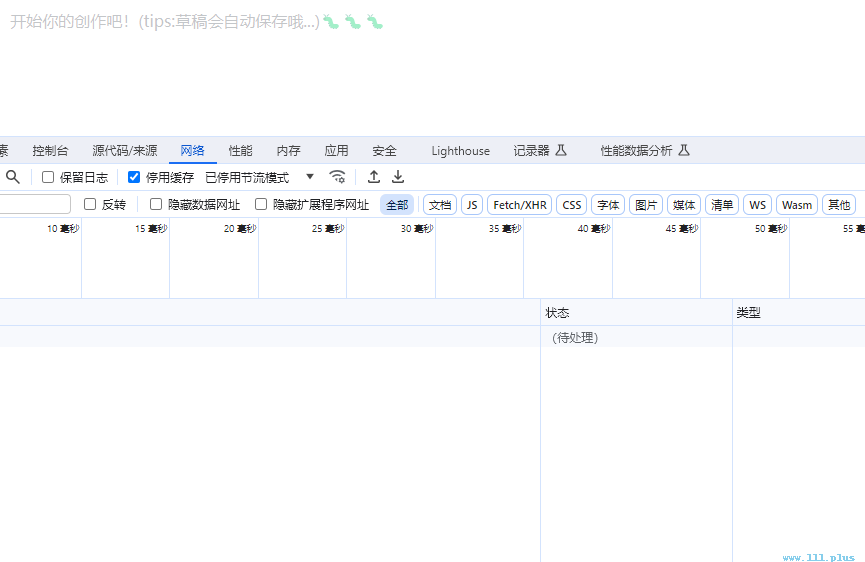 开始你的创作吧！(tips:草稿会自动保存哦...)
素 控制台 源代码/来源 网络 性能 内存 应用 安全 Lighthouse 记录器 性能数据分析
保留日志 停用缓存 已停用节流模式
反转 隐藏数据网址 隐藏扩展程序网址 全部 文档 JS Fetch/XHR CSS 字体 图片 媒体 清单 WS Wasm 其他
10 毫秒 15 毫秒 20 毫秒 25 毫秒 30 毫秒 35 毫秒 40 毫秒 45 毫秒 50 毫秒 55 毫
状态 类型
(待处理)
www.lll.plus